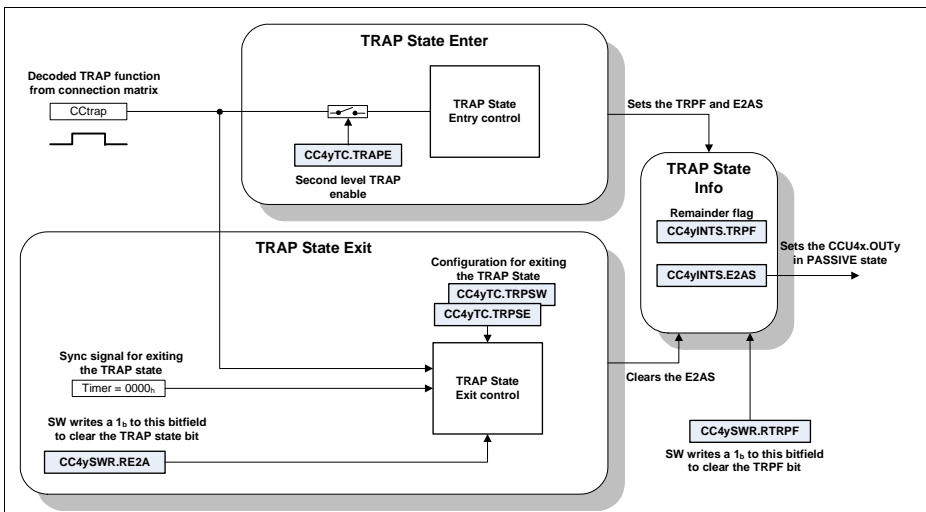 TRAP State Enter
Decoded TRAP function
from connection matrix
CCtrap
TRAP State
Entry control
CC4yTC.TRAPE
Second level TRAP
enable
Sets the TRPF and E2AS
TRAP State
Info
Remainder flag
CC4yINTS.TRPF
CC4yINTS.E2AS
Sets the CCU4x.OUTy
in PASSIVE state
TRAP State Exit
Configuration for exiting
the TRAP State
CC4yTC.TRPSW
CC4yTC.TRPSE
Sync signal for exiting
the TRAP state
Timer = 0000h
TRAP State
Exit control
Clears the E2AS
SW writes a 1b to this bitfield
to clear the TRAP state bit
CC4ySWR.RE2A
CC4ySWR.RTRPF
SW writes a 1b to this bitfield
to clear the TRPF bit